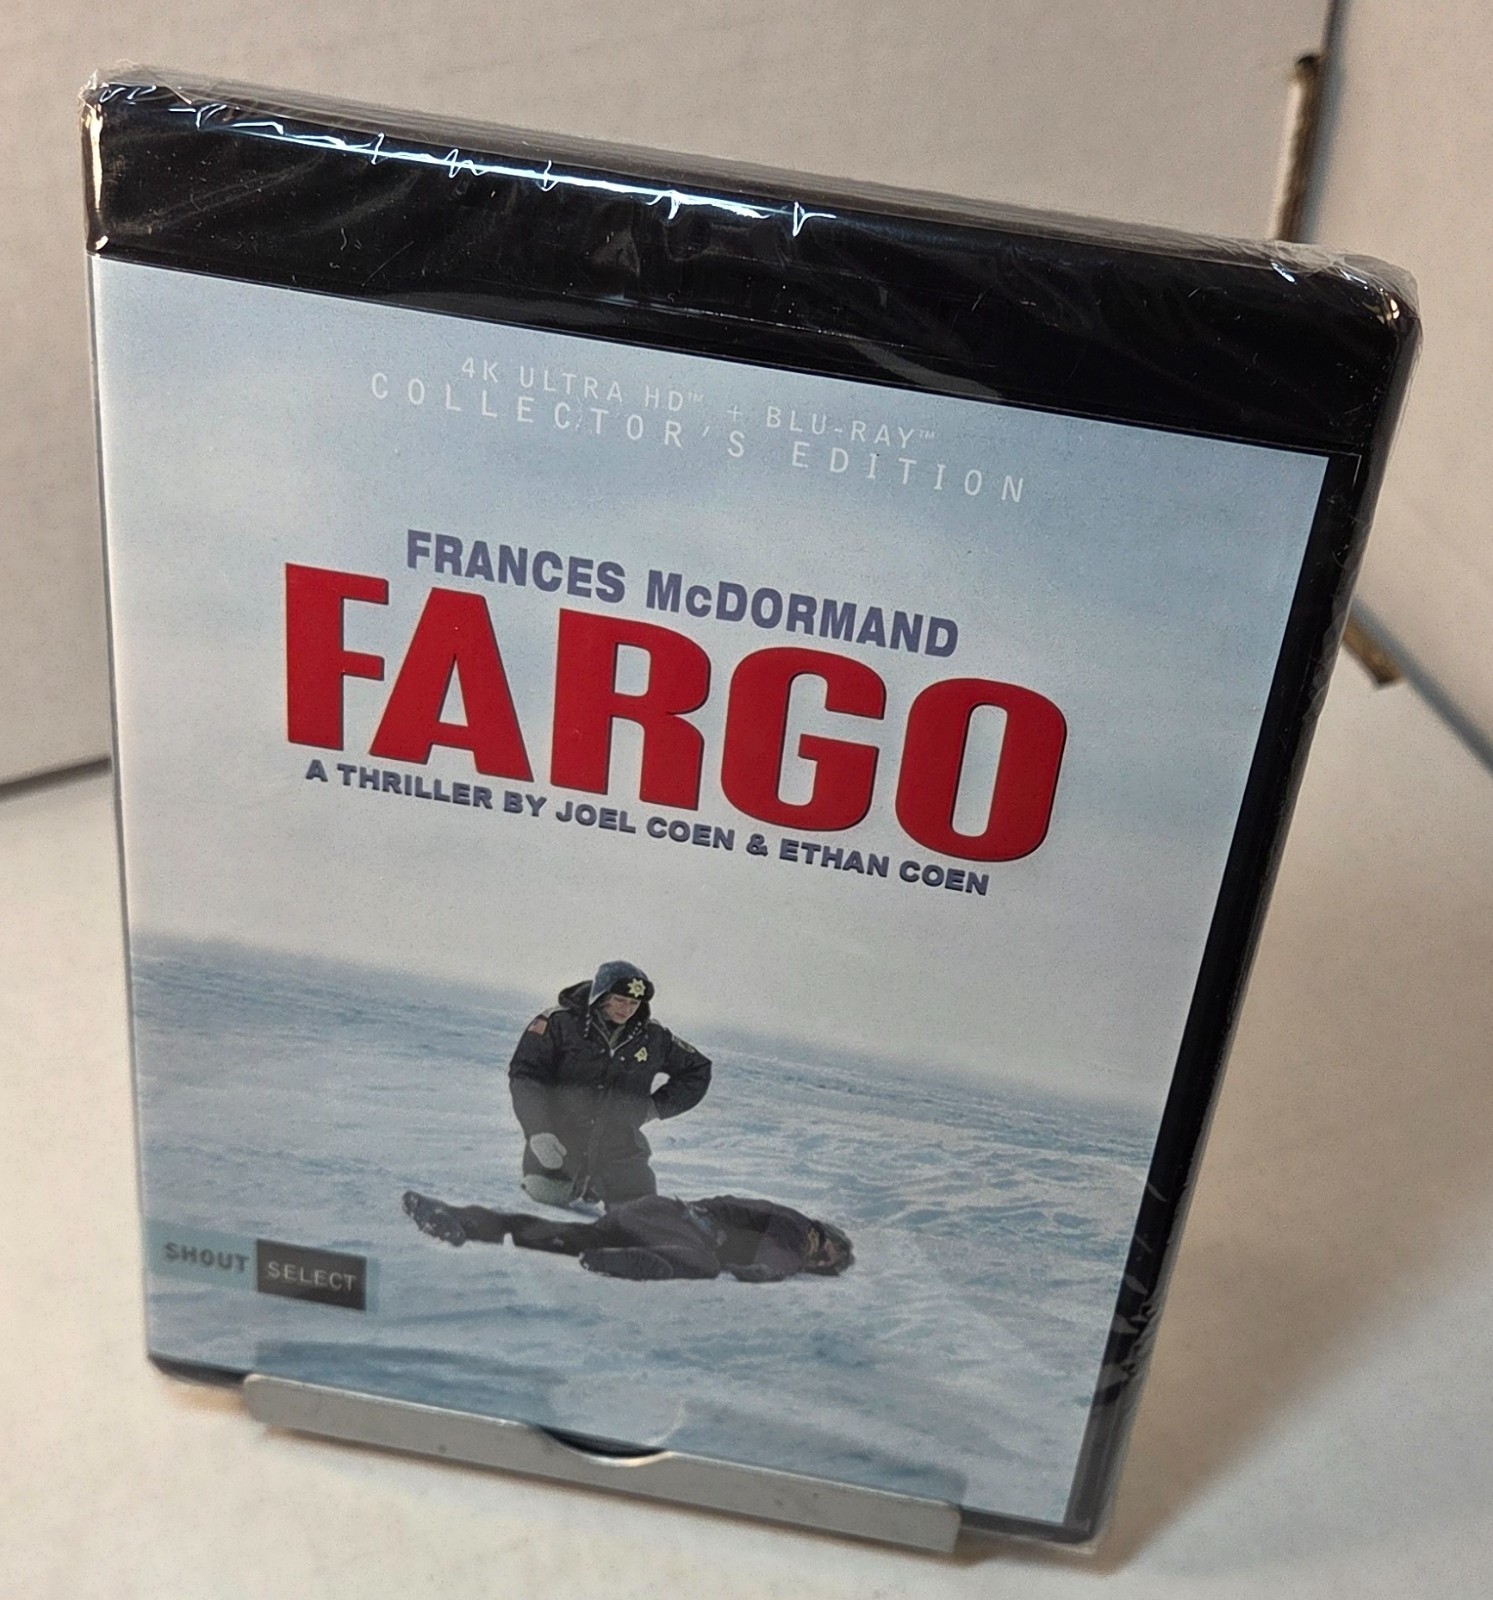 4K ULTRA HD™ + BLU-RAY™
COLLECTOR'S EDITION
FRANCES McDORMAND
FARGO
A THRILLER BY JOEL COEN & ETHAN COEN
SHOUT SELECT